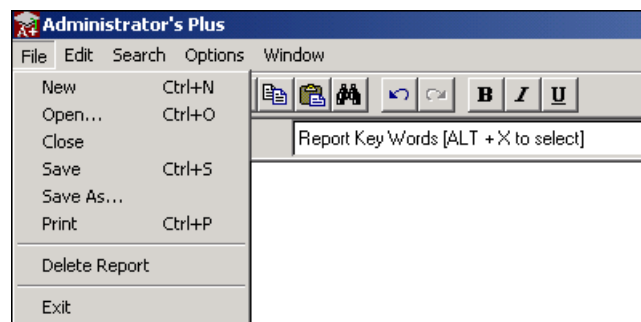 Administrator's Plus
File Edit Search Options Window
New Ctrl+N
Open... Ctrl+O
Close
Save Ctrl+S
Save As...
Print Ctrl+P
Delete Report
Exit
B I U
Report Key Words [ALT + X to select]